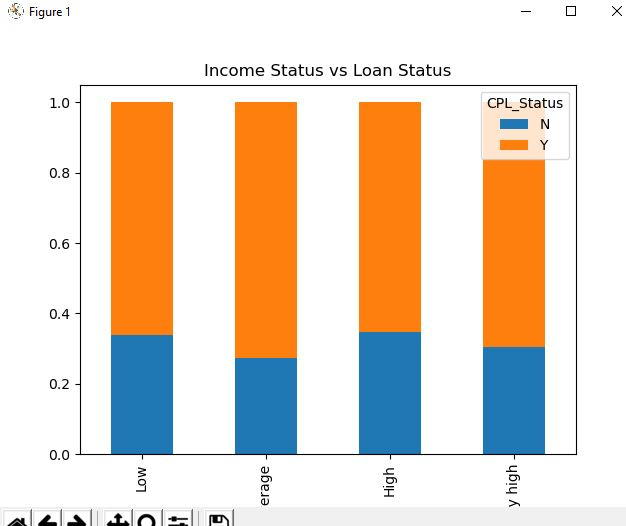 Figure 1
Income Status vs Loan Status
CPL_Status
N
Y
1.0
0.8
0.6
0.4
0.2
0.0
Low
erage
High
y high